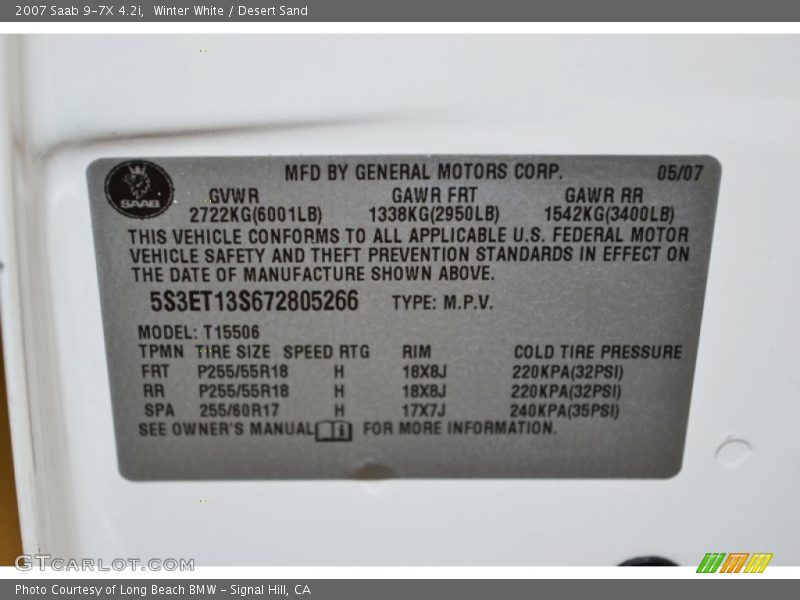 2007 Saab 9-7X 4.2i,  Winter White / Desert Sand
SAAB
MFD BY GENERAL MOTORS CORP. 05/07
GVWR GAWR FRT GAWR RR
2722KG(6001LB) 1338KG(2950LB) 1542KG(3400LB)
THIS VEHICLE CONFORMS TO ALL APPLICABLE U.S. FEDERAL MOTOR
VEHICLE SAFETY AND THEFT PREVENTION STANDARDS IN EFFECT ON
THE DATE OF MANUFACTURE SHOWN ABOVE.
5S3ET13S672805266 TYPE: M.P.V.
MODEL: T15506
TPMN TIRE SIZE SPEED RTG RIM COLD TIRE PRESSURE
FRT P255/55R18 H 18X8J 220KPA(32PSI)
RR P255/55R18 H 18X8J 220KPA(32PSI)
SPA 255/60R17 H 17X7J 240KPA(35PSI)
SEE OWNER'S MANUAL FOR MORE INFORMATION.
GTCARLOT.COM
Photo Courtesy of Long Beach BMW - Signal Hill, CA